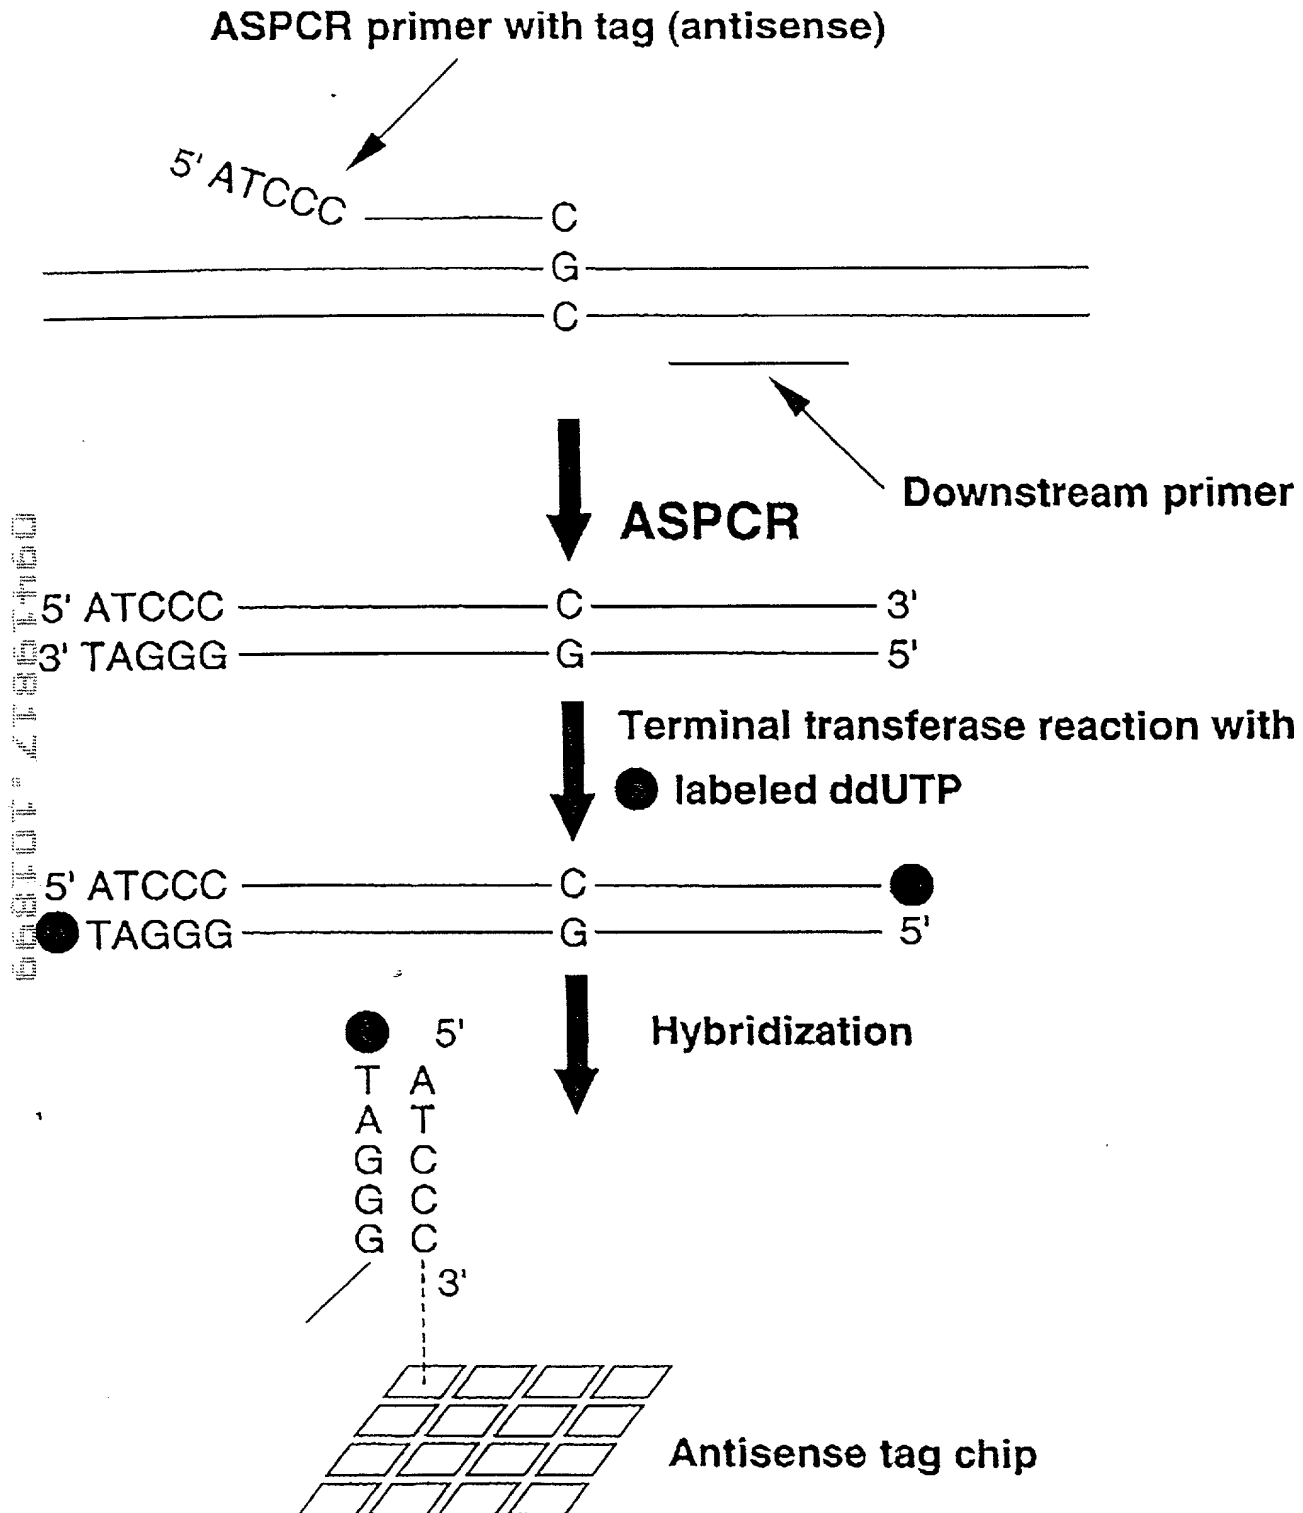 ASPCR primer with tag (antisense)
5' ATCCC
C
G
C
Downstream primer
ASPCR
5' ATCCC C 3'
3' TAGGG G 5'
Terminal transferase reaction with
labeled ddUTP
5' ATCCC C
TAGGG G 5'
Hybridization
5'
T A
A T
G C
G C
G C
3'
Antisense tag chip